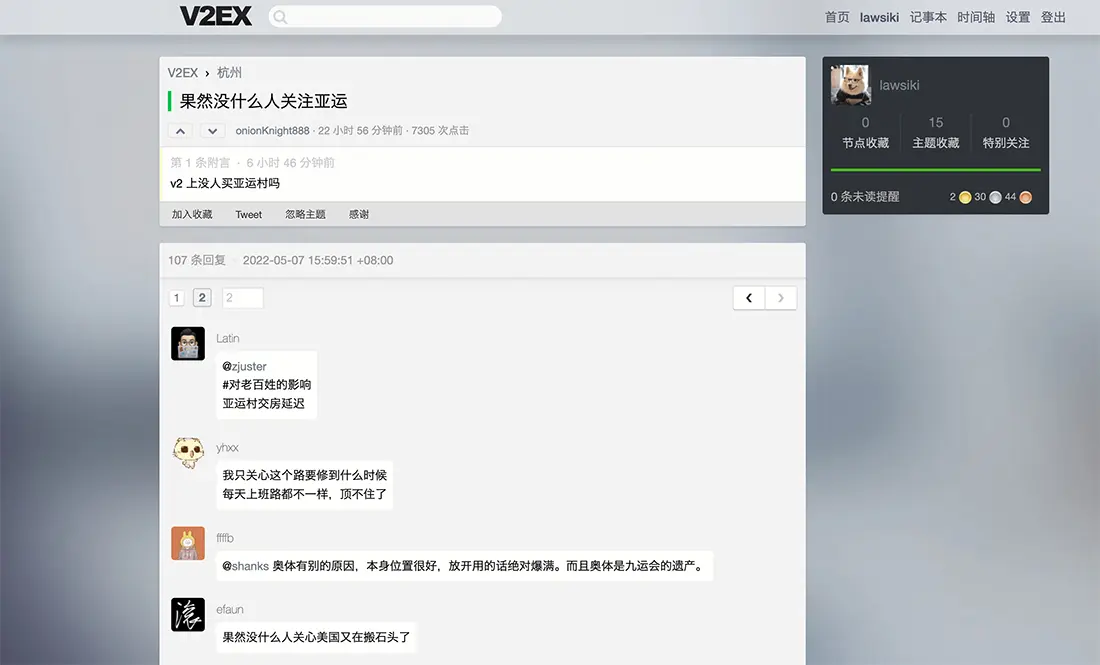 V2EX
首页 lawsiki 记事本 时间轴 设置 登出
V2EX › 杭州
果然没什么人关注亚运
onionKnight888 · 22 小时 56 分钟前 · 7305 次点击
第 1 条附言 · 6 小时 46 分钟前
v2 上没人买亚运村吗
加入收藏 Tweet 忽略主题 感谢
lawsiki
0 15 0
节点收藏 主题收藏 特别关注
0 条未读提醒 2 30 44
107 条回复 2022-05-07 15:59:51 +08:00
1 2 2
Latin
@zjuster
#对老百姓的影响
亚运村交房延迟
yhxx
我只关心这个路要修到什么时候
每天上班路都不一样，顶不住了
ffffb
@shanks 奥体有别的原因，本身位置很好，放开用的话绝对爆满。而且奥体是九运会的遗产。
滚
efaun
果然没什么人关心美国又在搬石头了